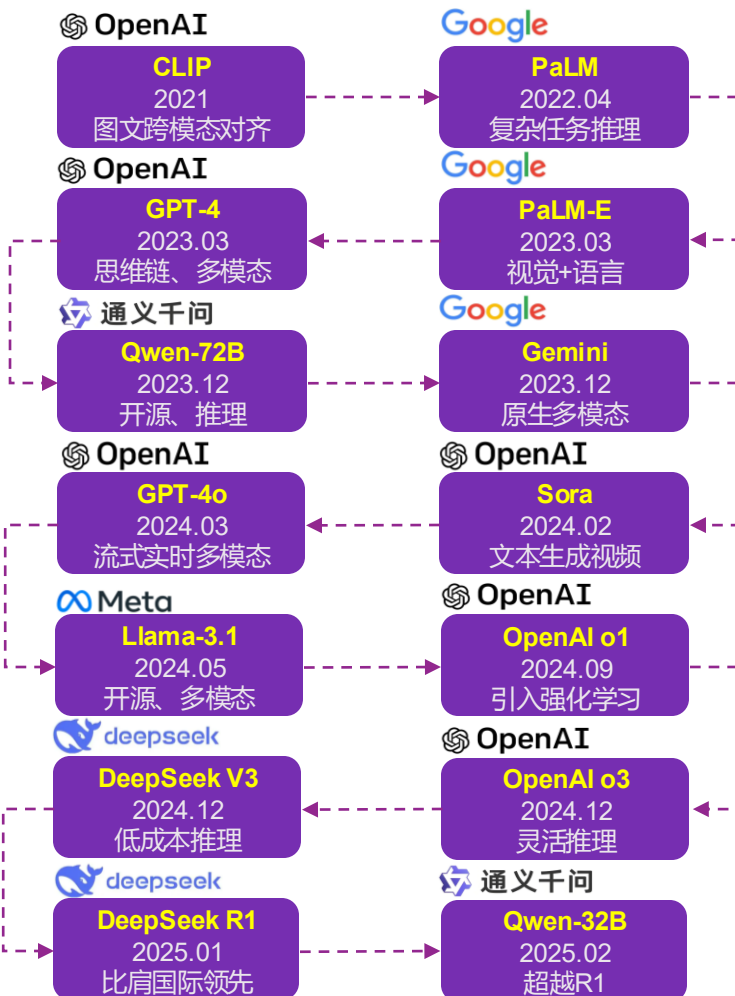 OpenAI
Google
CLIP
2021
图文跨模态对齐
PaLM
2022.04
复杂任务推理
OpenAI
Google
GPT-4
2023.03
思维链、多模态
PaLM-E
2023.03
视觉+语言
通义千问
Google
Qwen-72B
2023.12
开源、推理
Gemini
2023.12
原生多模态
OpenAI
OpenAI
GPT-4o
2024.03
流式实时多模态
Sora
2024.02
文本生成视频
Meta
OpenAI
Llama-3.1
2024.05
开源、多模态
OpenAI o1
2024.09
引入强化学习
deepseek
OpenAI
DeepSeek V3
2024.12
低成本推理
OpenAI o3
2024.12
灵活推理
deepseek
通义千问
DeepSeek R1
2025.01
比肩国际领先
Qwen-32B
2025.02
超越R1